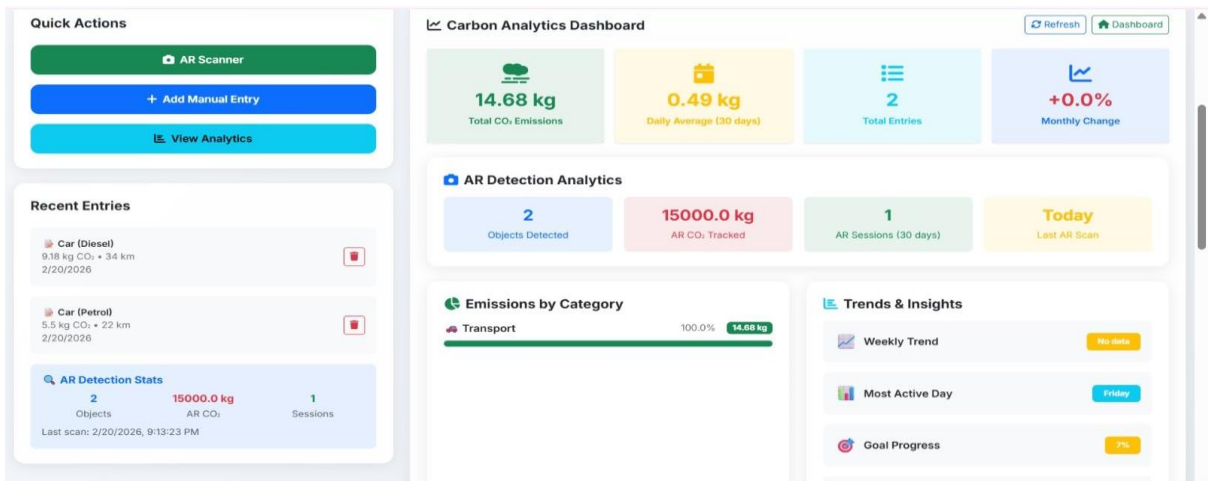 Quick Actions
AR Scanner
+ Add Manual Entry
View Analytics
Recent Entries
Car (Diesel)
9.18 kg CO₂ • 34 km
2/20/2026
Car (Petrol)
5.5 kg CO₂ • 22 km
2/20/2026
AR Detection Stats
2 15000.0 kg 1
Objects AR CO₂ Sessions
Last scan: 2/20/2026, 9:13:23 PM
Carbon Analytics Dashboard Refresh Dashboard
14.68 kg 0.49 kg 2 +0.0%
Total CO₂ Emissions Daily Average (30 days) Total Entries Monthly Change
AR Detection Analytics
2 15000.0 kg 1 Today
Objects Detected AR CO₂ Tracked AR Sessions (30 days) Last AR Scan
Emissions by Category
Transport 100.0% 14.68 kg
Trends & Insights
Weekly Trend No data
Most Active Day Friday
Goal Progress 7%